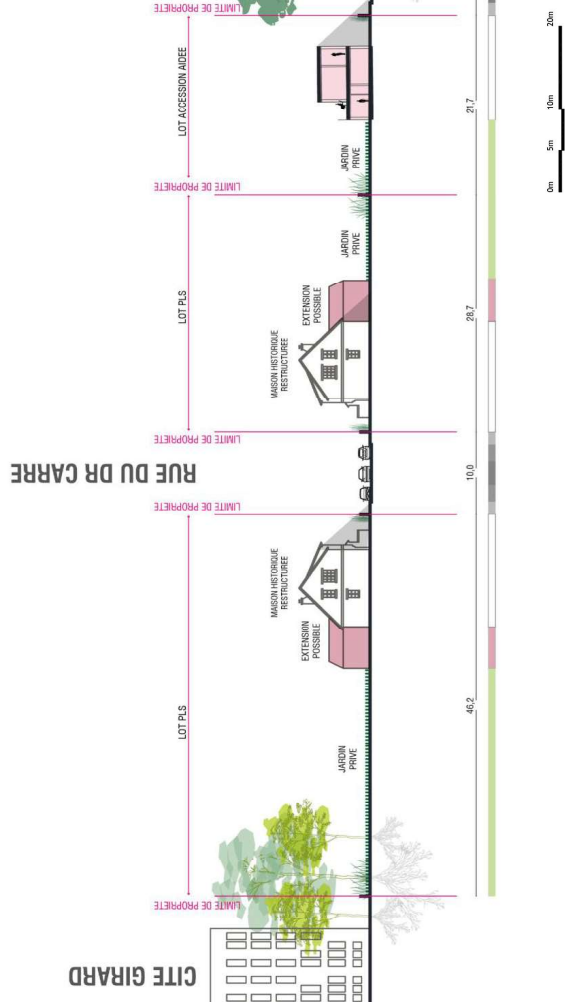 CITE GIRARD
LIMITE DE PROPRIETE
LOT PLS
JARDIN
PRIVE
46,2
EXTENSION
POSSIBLE
MAISON HISTORIQUE
RESTRUCTUREE
LIMITE DE PROPRIETE
RUE DU DR CARRE
10,0
LIMITE DE PROPRIETE
LOT PLS
MAISON HISTORIQUE
RESTRUCTUREE
EXTENSION
POSSIBLE
28,7
JARDIN
PRIVE
LIMITE DE PROPRIETE
LOT ACCESSION AIDEE
JARDIN
PRIVE
21,7
LIMITE DE PROPRIETE
0m
5m
10m
20m